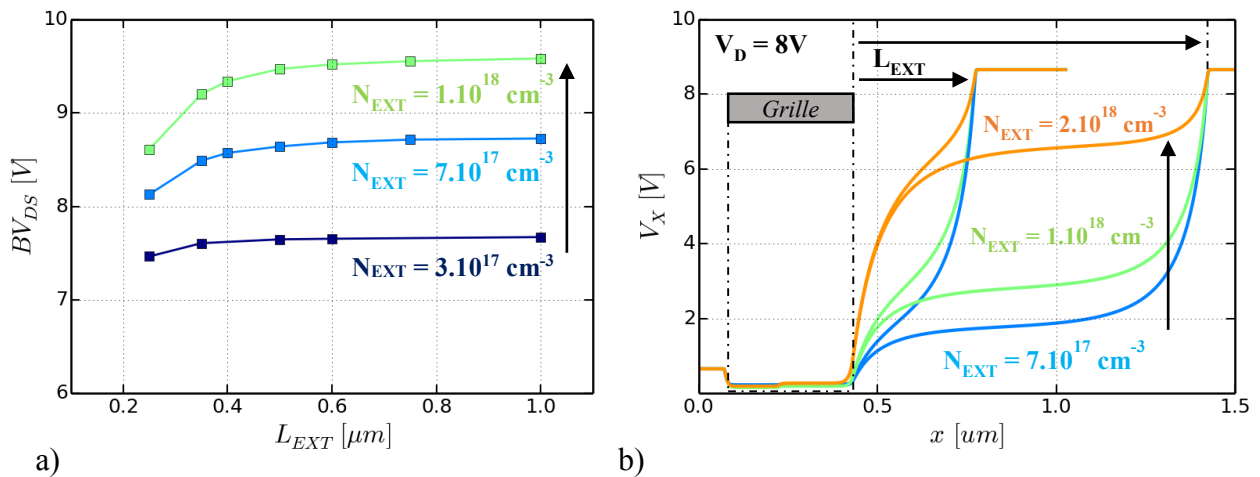 10
9
8
7
6
BV_DS [V]
N_EXT = 1.10^18 cm^-3
N_EXT = 7.10^17 cm^-3
N_EXT = 3.10^17 cm^-3
0.2 0.4 0.6 0.8 1.0
L_EXT [μm]
a)
10
8
6
4
2
V_X [V]
V_D = 8V
L_EXT
Grille
N_EXT = 2.10^18 cm^-3
N_EXT = 1.10^18 cm^-3
N_EXT = 7.10^17 cm^-3
0.0 0.5 1.0 1.5
x [um]
b)